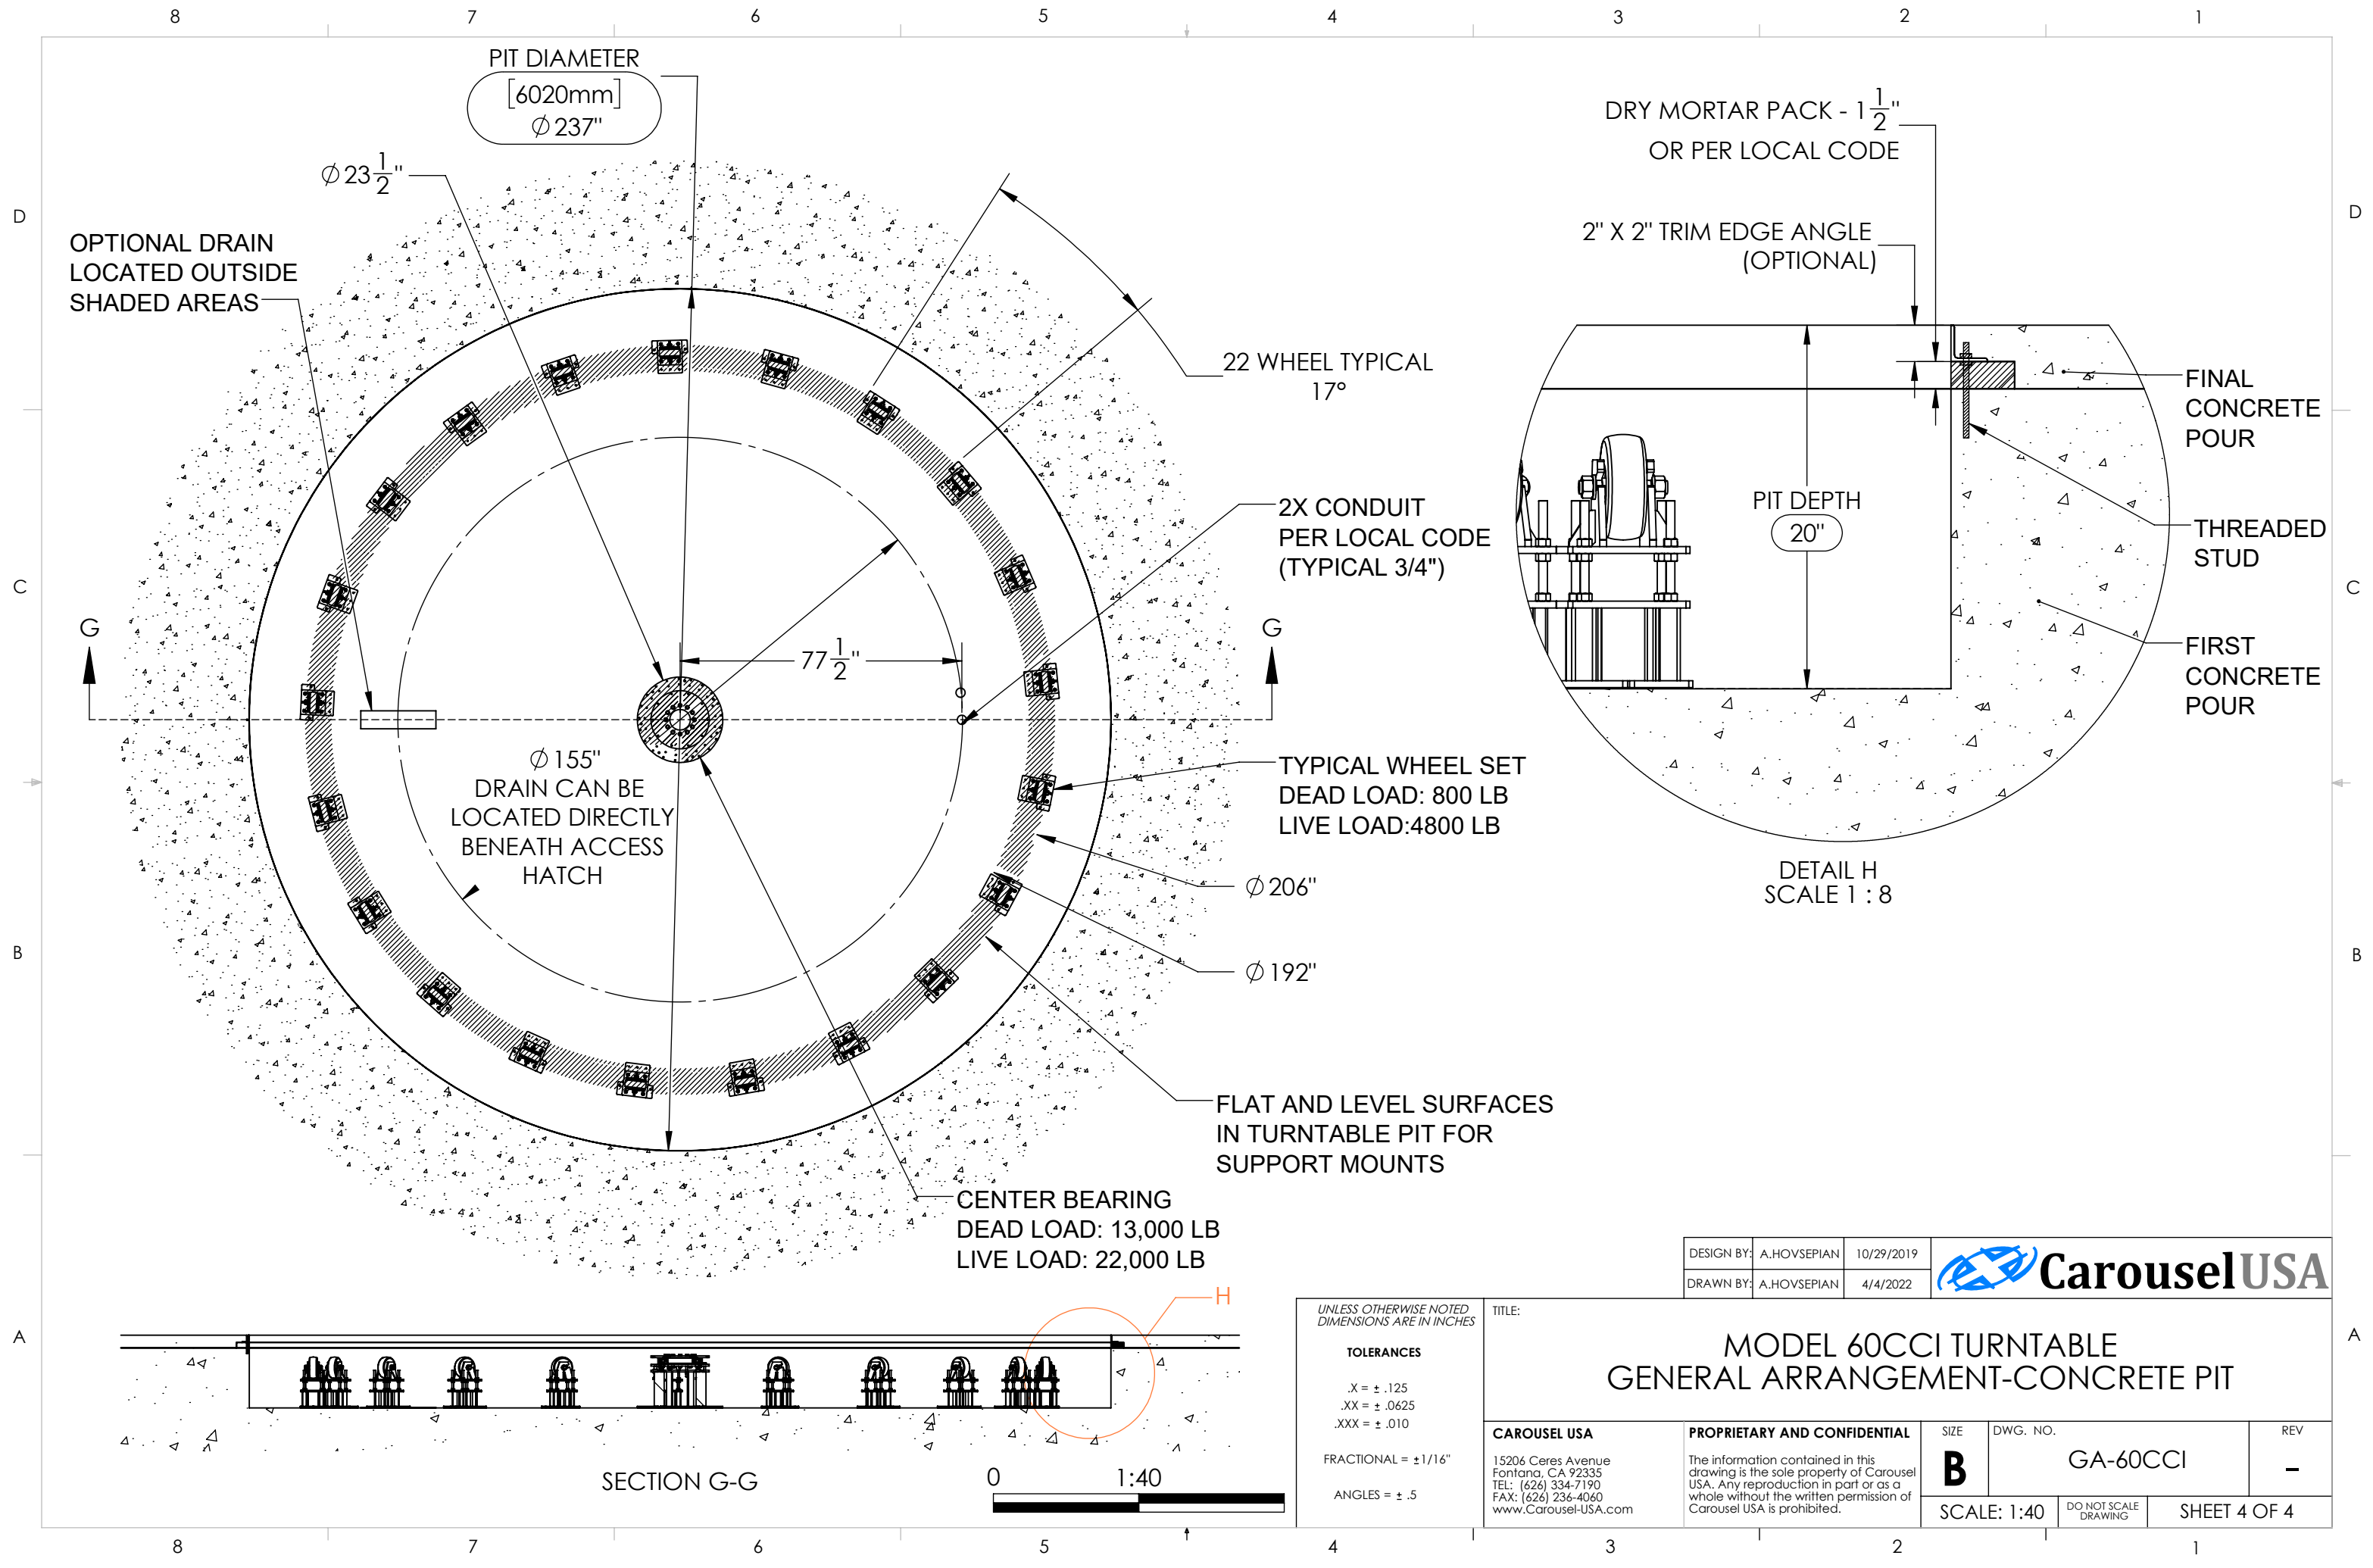 8 7 6 5 4 3 2 1
D
C
B
A
D
C
B
A
PIT DIAMETER
[6020mm]
∅237"
∅23 1/2"
OPTIONAL DRAIN
LOCATED OUTSIDE
SHADED AREAS
22 WHEEL TYPICAL
17°
2X CONDUIT
PER LOCAL CODE
(TYPICAL 3/4")
G
G
77 1/2"
∅155"
DRAIN CAN BE
LOCATED DIRECTLY
BENEATH ACCESS
HATCH
TYPICAL WHEEL SET
DEAD LOAD: 800 LB
LIVE LOAD:4800 LB
∅206"
∅192"
FLAT AND LEVEL SURFACES
IN TURNTABLE PIT FOR
SUPPORT MOUNTS
CENTER BEARING
DEAD LOAD: 13,000 LB
LIVE LOAD: 22,000 LB
DRY MORTAR PACK - 1 1/2"
OR PER LOCAL CODE
2" X 2" TRIM EDGE ANGLE
(OPTIONAL)
FINAL
CONCRETE
POUR
PIT DEPTH
20"
THREADED
STUD
FIRST
CONCRETE
POUR
DETAIL H
SCALE 1 : 8
H
SECTION G-G
0 1:40
DESIGN BY: A.HOVSEPIAN 10/29/2019
DRAWN BY: A.HOVSEPIAN 4/4/2022
CarouselUSA
UNLESS OTHERWISE NOTED
DIMENSIONS ARE IN INCHES
TOLERANCES
.X = ± .125
.XX = ± .0625
.XXX = ± .010
FRACTIONAL = ±1/16"
ANGLES = ± .5
TITLE:
MODEL 60CCI TURNTABLE
GENERAL ARRANGEMENT-CONCRETE PIT
CAROUSEL USA
15206 Ceres Avenue
Fontana, CA 92335
TEL: (626) 334-7190
FAX: (626) 236-4060
www.Carousel-USA.com
PROPRIETARY AND CONFIDENTIAL
The information contained in this
drawing is the sole property of Carousel
USA. Any reproduction in part or as a
whole without the written permission of
Carousel USA is prohibited.
SIZE
B
DWG. NO.
GA-60CCI
REV
–
SCALE: 1:40
DO NOT SCALE
DRAWING
SHEET 4 OF 4
8 7 6 5 4 3 2 1